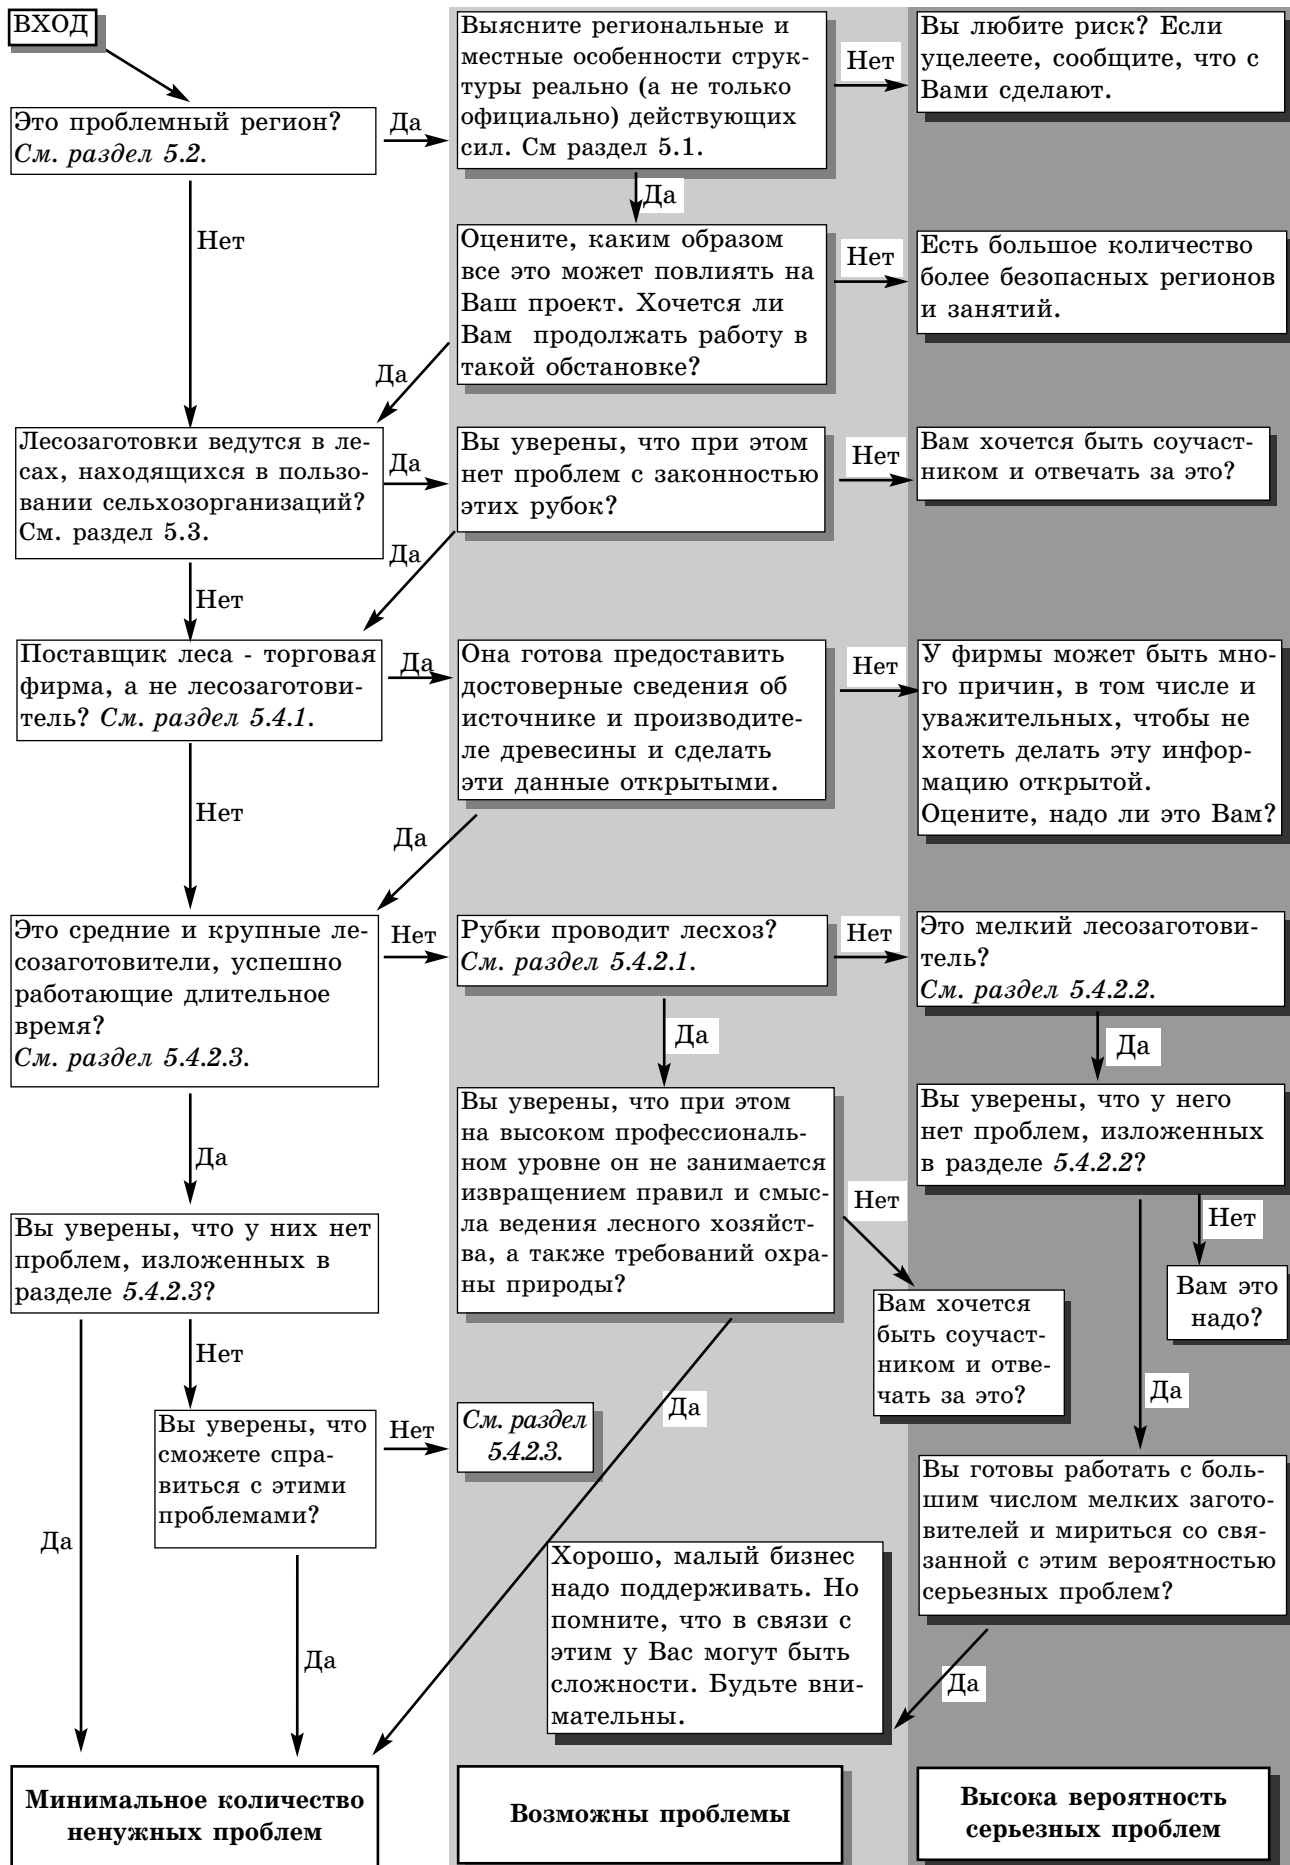 ВХОД
Это проблемный регион?
См. раздел 5.2.
Да
Нет
Выясните региональные и
местные особенности струк-
туры реально (а не только
официально) действующих
сил. См раздел 5.1.
Нет
Да
Вы любите риск? Если
уцелеете, сообщите, что с
Вами сделают.
Оцените, каким образом
все это может повлиять на
Ваш проект. Хочется ли
Вам продолжать работу в
такой обстановке?
Нет
Да
Есть большое количество
более безопасных регионов
и занятий.
Лесозаготовки ведутся в ле-
сах, находящихся в пользо-
вании сельхозорганизаций?
См. раздел 5.3.
Да
Нет
Вы уверены, что при этом
нет проблем с законностью
этих рубок?
Нет
Да
Вам хочется быть соучаст-
ником и отвечать за это?
Поставщик леса - торговая
фирма, а не лесозаготови-
тель? См. раздел 5.4.1.
Да
Нет
Она готова предоставить
достоверные сведения об
источнике и производите-
ле древесины и сделать
эти данные открытыми.
Нет
Да
У фирмы может быть мно-
го причин, в том числе и
уважительных, чтобы не
хотеть делать эту инфор-
мацию открытой.
Оцените, надо ли это Вам?
Это средние и крупные ле-
созаготовители, успешно
работающие длительное
время?
См. раздел 5.4.2.3.
Нет
Да
Рубки проводит лесхоз?
См. раздел 5.4.2.1.
Нет
Да
Это мелкий лесозаготови-
тель?
См. раздел 5.4.2.2.
Да
Вы уверены, что при этом
на высоком профессиональ-
ном уровне он не занимается
извращением правил и смыс-
ла ведения лесного хозяйст-
ва, а также требований охра-
ны природы?
Нет
Да
Вы уверены, что у него
нет проблем, изложенных
в разделе 5.4.2.2?
Нет
Да
Вам это
надо?
Вы уверены, что у них нет
проблем, изложенных в
разделе 5.4.2.3?
Нет
Да
Вам хочется
быть соучаст-
ником и отве-
чать за это?
Вы уверены, что
сможете спра-
виться с этими
проблемами?
Нет
Да
См. раздел
5.4.2.3.
Вы готовы работать с боль-
шим числом мелких загото-
вителей и мириться со свя-
занной с этим вероятностью
серьезных проблем?
Да
Хорошо, малый бизнес
надо поддерживать. Но
помните, что в связи с
этим у Вас могут быть
сложности. Будьте вни-
мательны.
Минимальное количество
ненужных проблем
Возможны проблемы
Высока вероятность
серьезных проблем